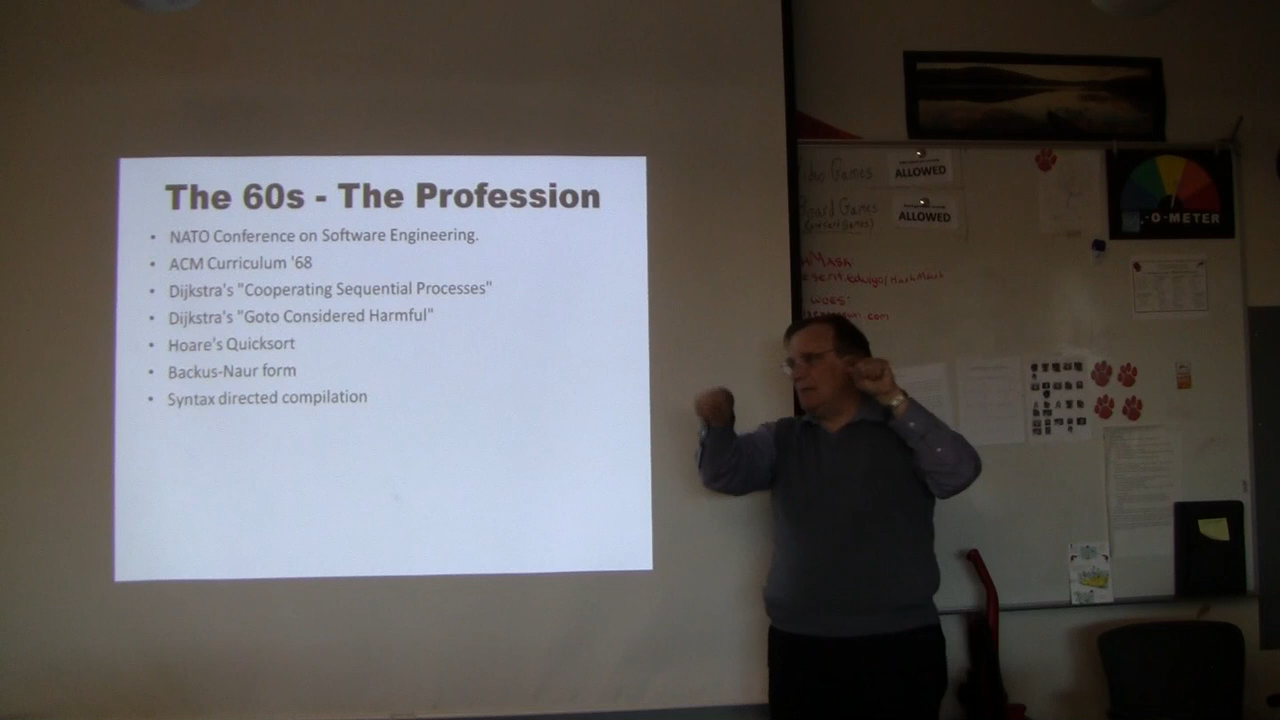 The 60s - The Profession
• NATO Conference on Software Engineering.
• ACM Curriculum '68
• Dijkstra's "Cooperating Sequential Processes"
• Dijkstra's "Goto Considered Harmful"
• Hoare's Quicksort
• Backus-Naur form
• Syntax directed compilation
Games
ALLOWED
Games
ALLOWED
-O-METER